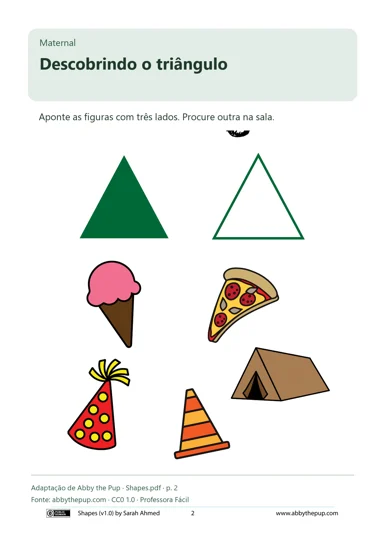 Maternal
Descobrindo o triângulo
Aponte as figuras com três lados. Procure outra na sala.
Adaptação de Abby the Pup · Shapes.pdf · p. 2
Fonte: abbythepup.com · CC0 1.0 · Professora Fácil
Shapes (v1.0) by Sarah Ahmed 2 www.abbythepup.com